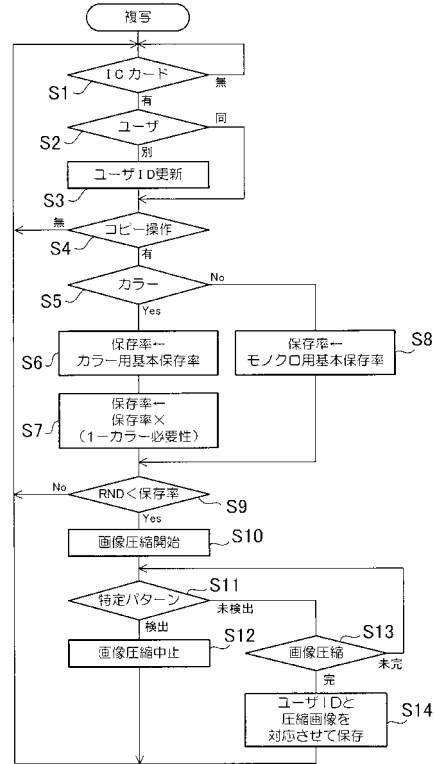 複写
ICカード
S1
無
有
ユーザ
S2
同
別
ユーザID更新
S3
コピー操作
無
S4
有
カラー
S5
No
Yes
保存率←
カラー用基本保存率
S6
保存率←
モノクロ用基本保存率
S8
保存率←
保存率×
(1−カラー必要性)
S7
No
RND<保存率
S9
Yes
画像圧縮開始
S10
特定パターン
S11
未検出
検出
画像圧縮中止
S12
画像圧縮
S13
未完
完
ユーザIDと
圧縮画像を
対応させて保存
S14